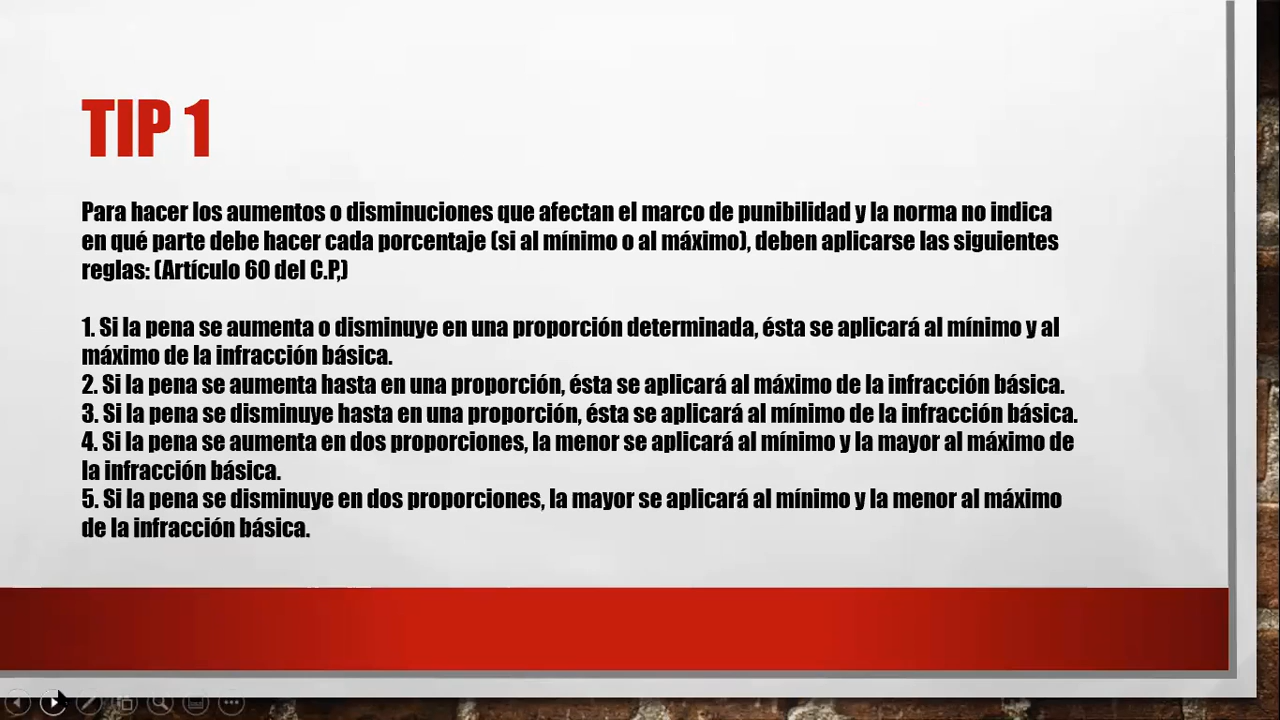 TIP 1
Para hacer los aumentos o disminuciones que afectan el marco de punibilidad y la norma no indica
en qué parte debe hacer cada porcentaje (si al mínimo o al máximo), deben aplicarse las siguientes
reglas: (Artículo 60 del C.P,)
1. Si la pena se aumenta o disminuye en una proporción determinada, ésta se aplicará al mínimo y al
máximo de la infracción básica.
2. Si la pena se aumenta hasta en una proporción, ésta se aplicará al máximo de la infracción básica.
3. Si la pena se disminuye hasta en una proporción, ésta se aplicará al mínimo de la infracción básica.
4. Si la pena se aumenta en dos proporciones, la menor se aplicará al mínimo y la mayor al máximo de
la infracción básica.
5. Si la pena se disminuye en dos proporciones, la mayor se aplicará al mínimo y la menor al máximo
de la infracción básica.